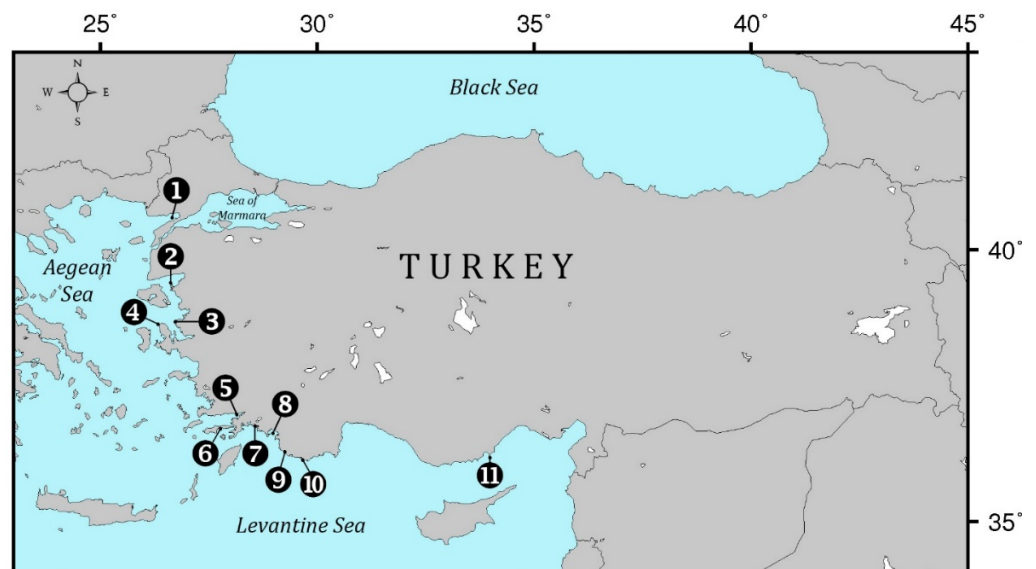 25° 30° 35° 40° 45°
N
W E
S
Black Sea
1
Sea of
Marmara
2
40°
Aegean
Sea
TURKEY
4
3
5
8
6
7
9
10
11
Levantine Sea
35°